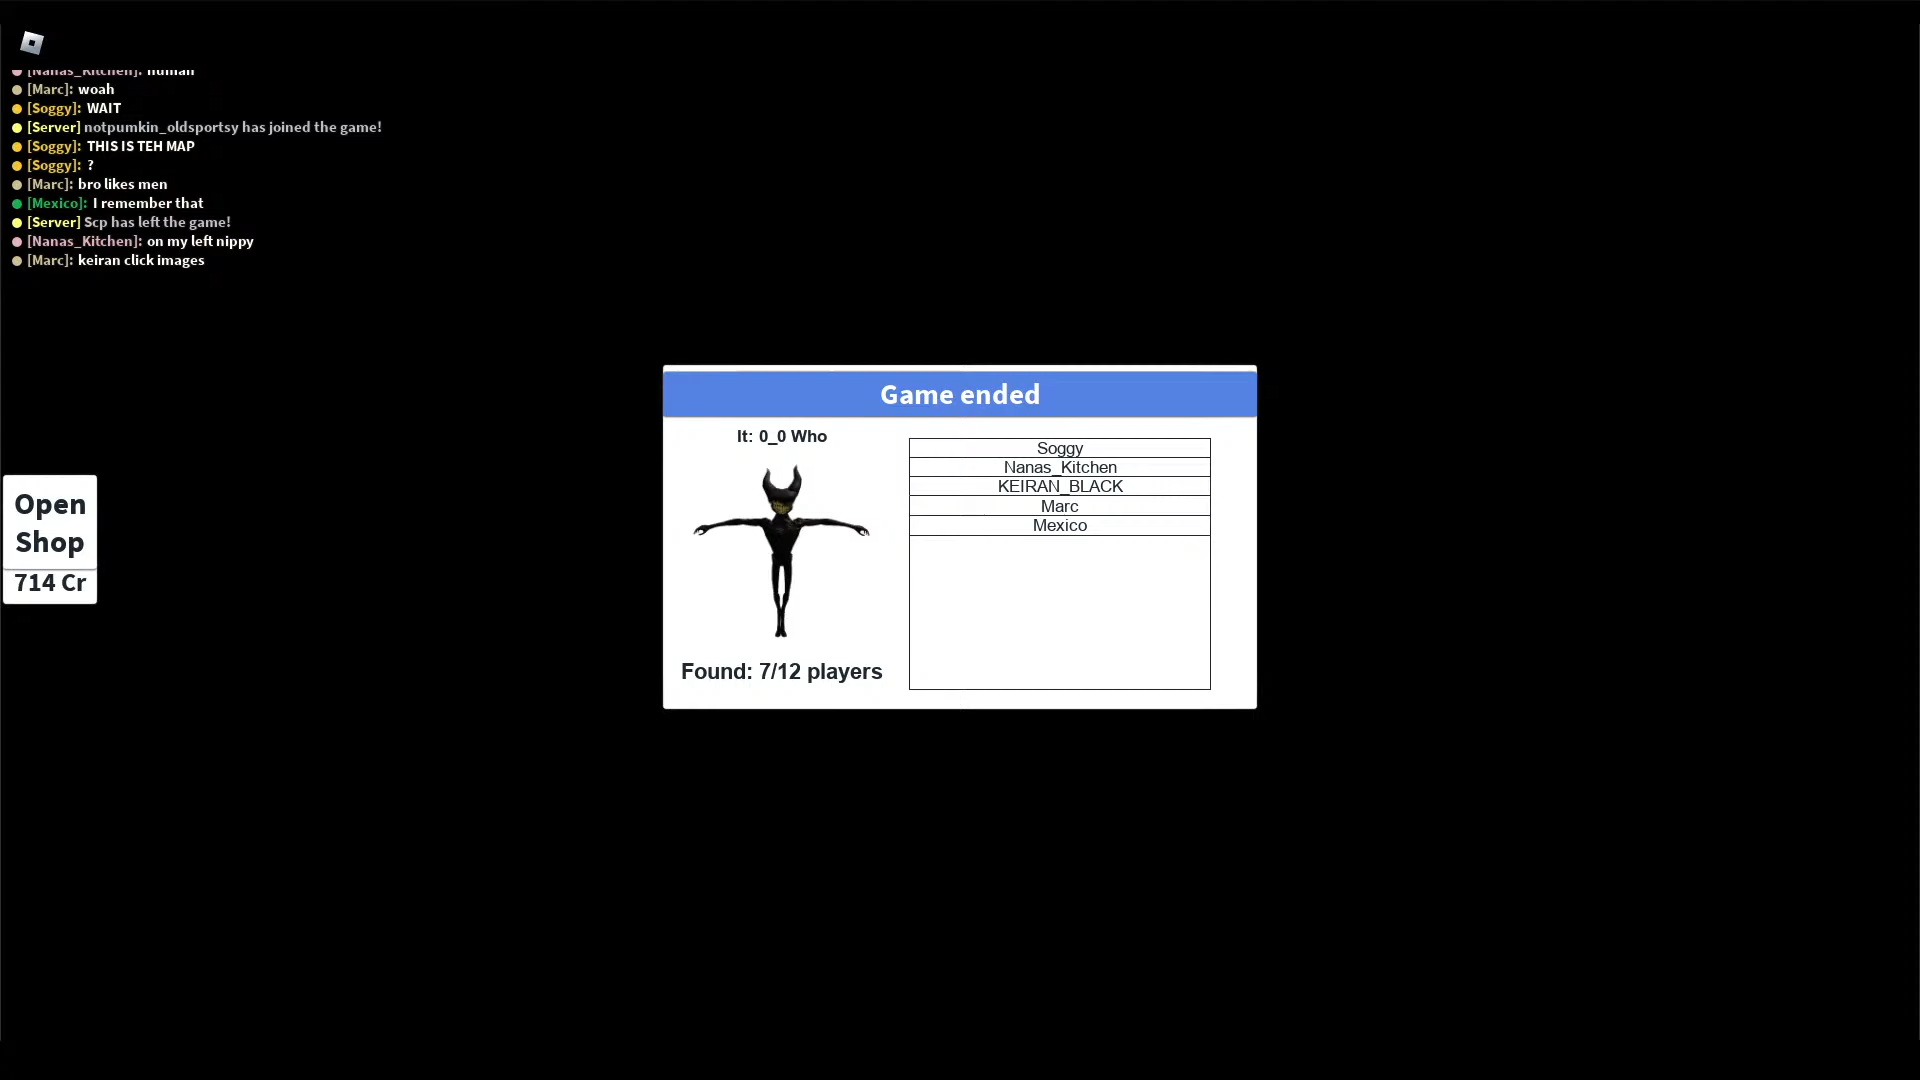 [Nanas_Kitchen]: human
[Marc]: woah
[Soggy]: WAIT
[Server] notpumkin_oldsportsy has joined the game!
[Soggy]: THIS IS TEH MAP
[Soggy]: ?
[Marc]: bro likes men
[Mexico]: I remember that
[Server] Scp has left the game!
[Nanas_Kitchen]: on my left nippy
[Marc]: keiran click images
Game ended
It: 0_0 Who
Found: 7/12 players
Soggy
Nanas_Kitchen
KEIRAN_BLACK
Marc
Mexico
Open
Shop
714 Cr